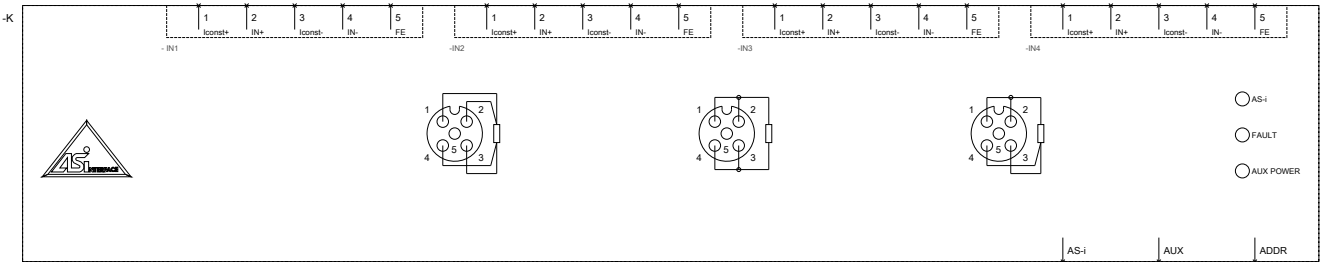 -K
1 2 3 4 5 1 2 3 4 5 1 2 3 4 5 1 2 3 4 5
Iconst+ IN+ Iconst- IN- FE Iconst+ IN+ Iconst- IN- FE Iconst+ IN+ Iconst- IN- FE Iconst+ IN+ Iconst- IN- FE
- IN1 -IN2 -IN3 -IN4
AS-i
1 2 1 2 1 2
FAULT
5 5 5
4 3 4 3 4 3
ASi INTERFACE
AUX POWER
AS-i AUX ADDR